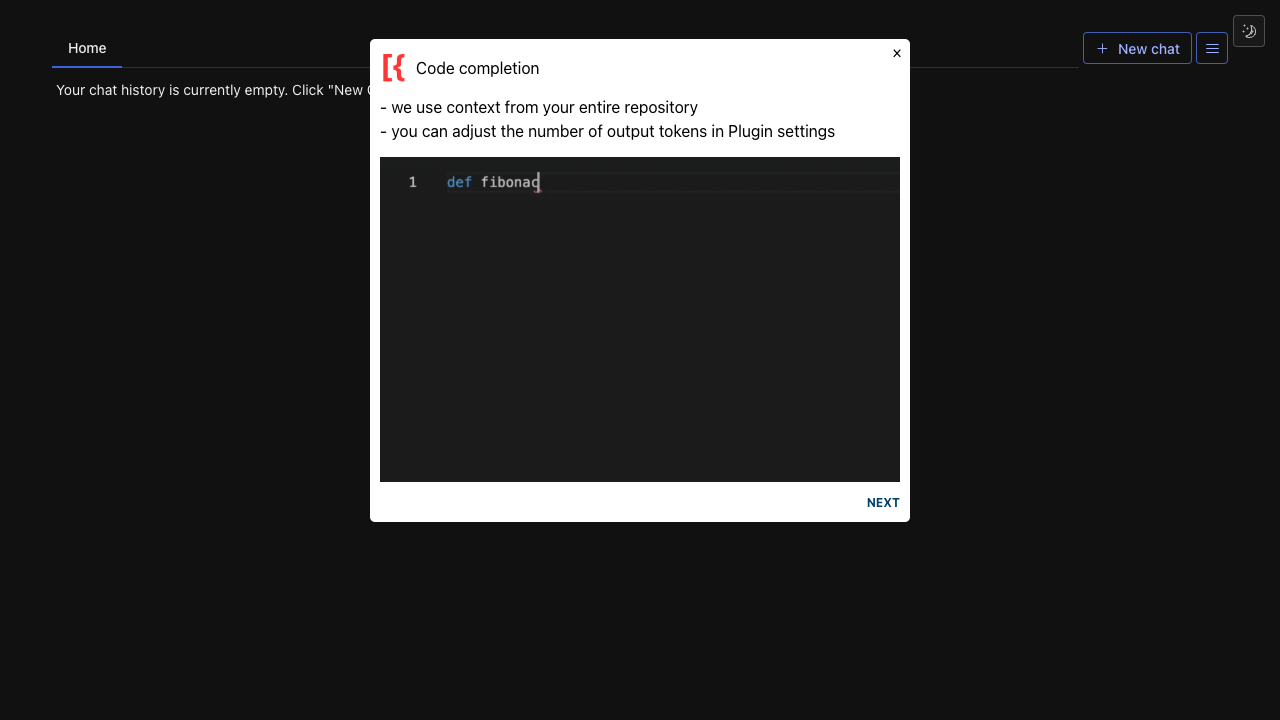 Home
New chat
Your chat history is currently empty. Click "New
Code completion
- we use context from your entire repository
- you can adjust the number of output tokens in Plugin settings
1 def fibonac
NEXT